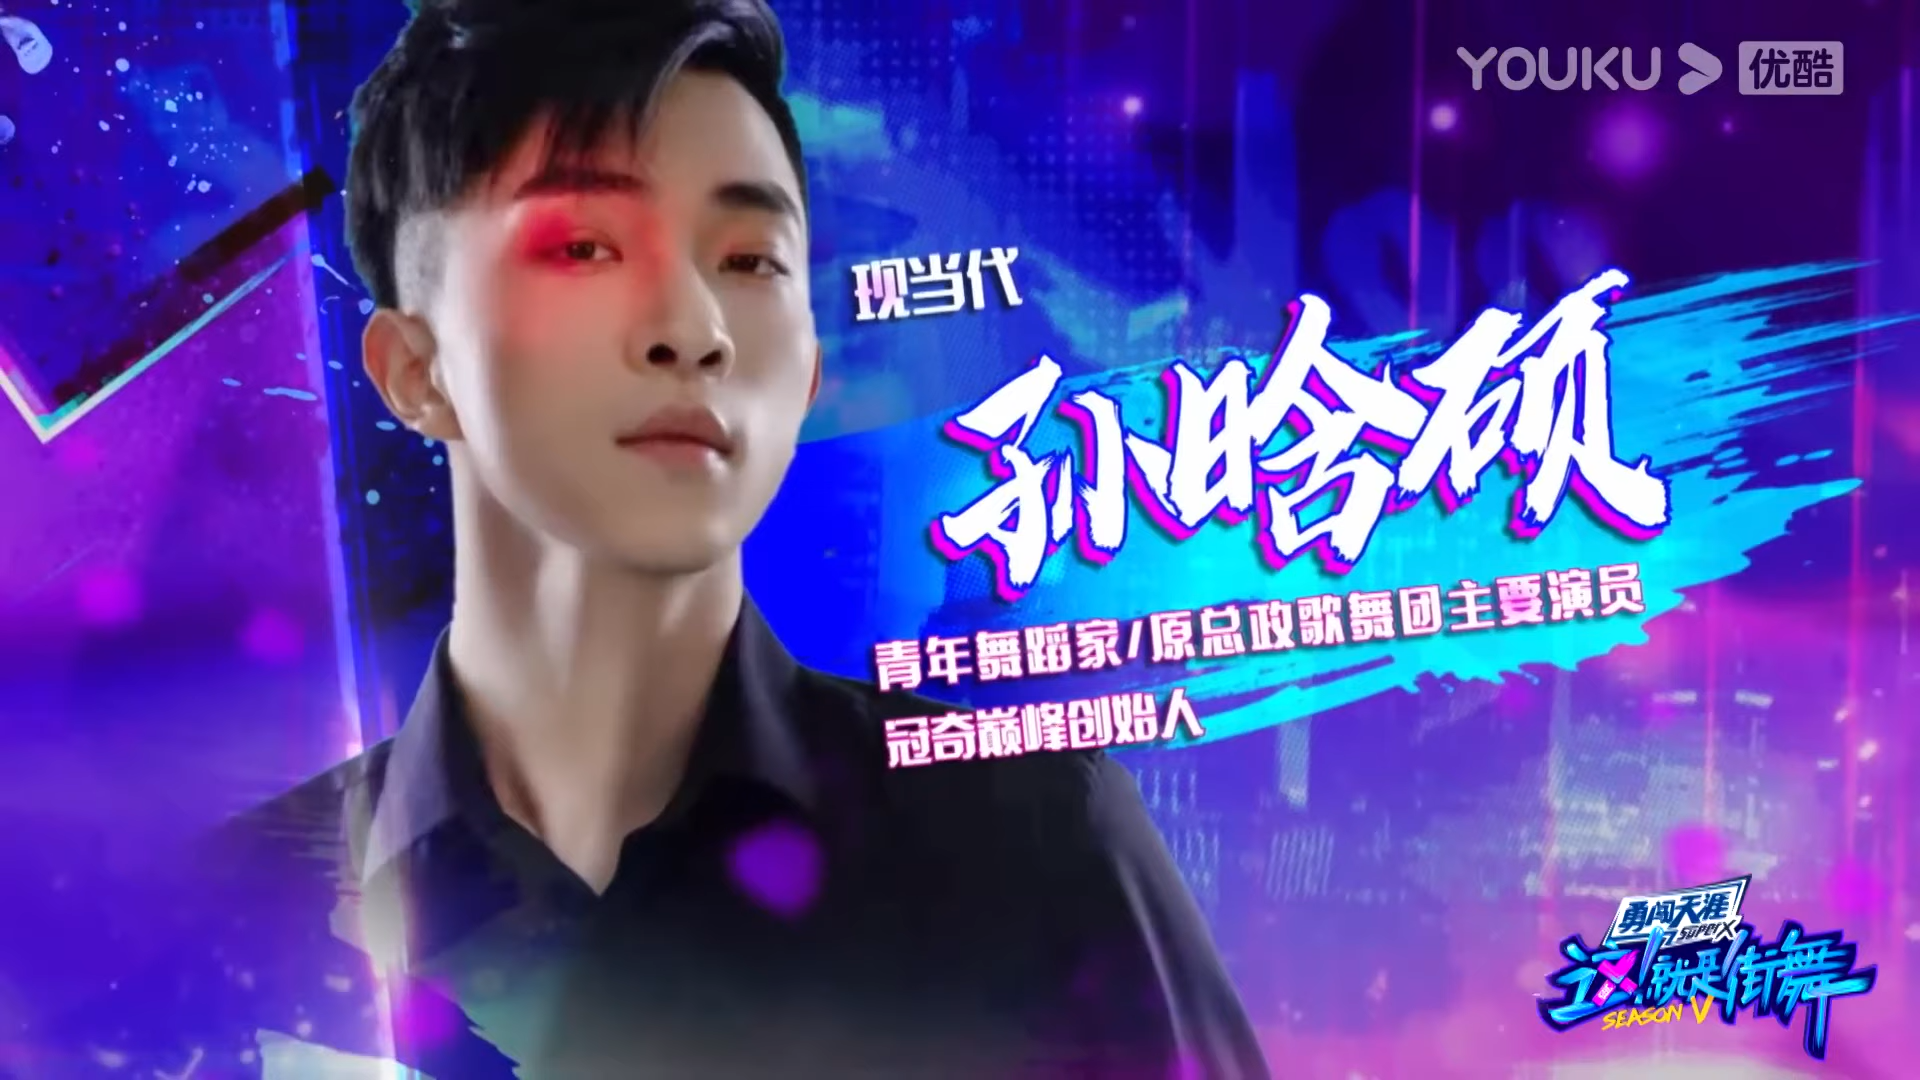 YOUKU 优酷
现当代
孙晗硕
青年舞蹈家/原总政歌舞团主要演员
冠奇巅峰创始人
勇闯天涯
superX
这!就是街舞
SEASON V